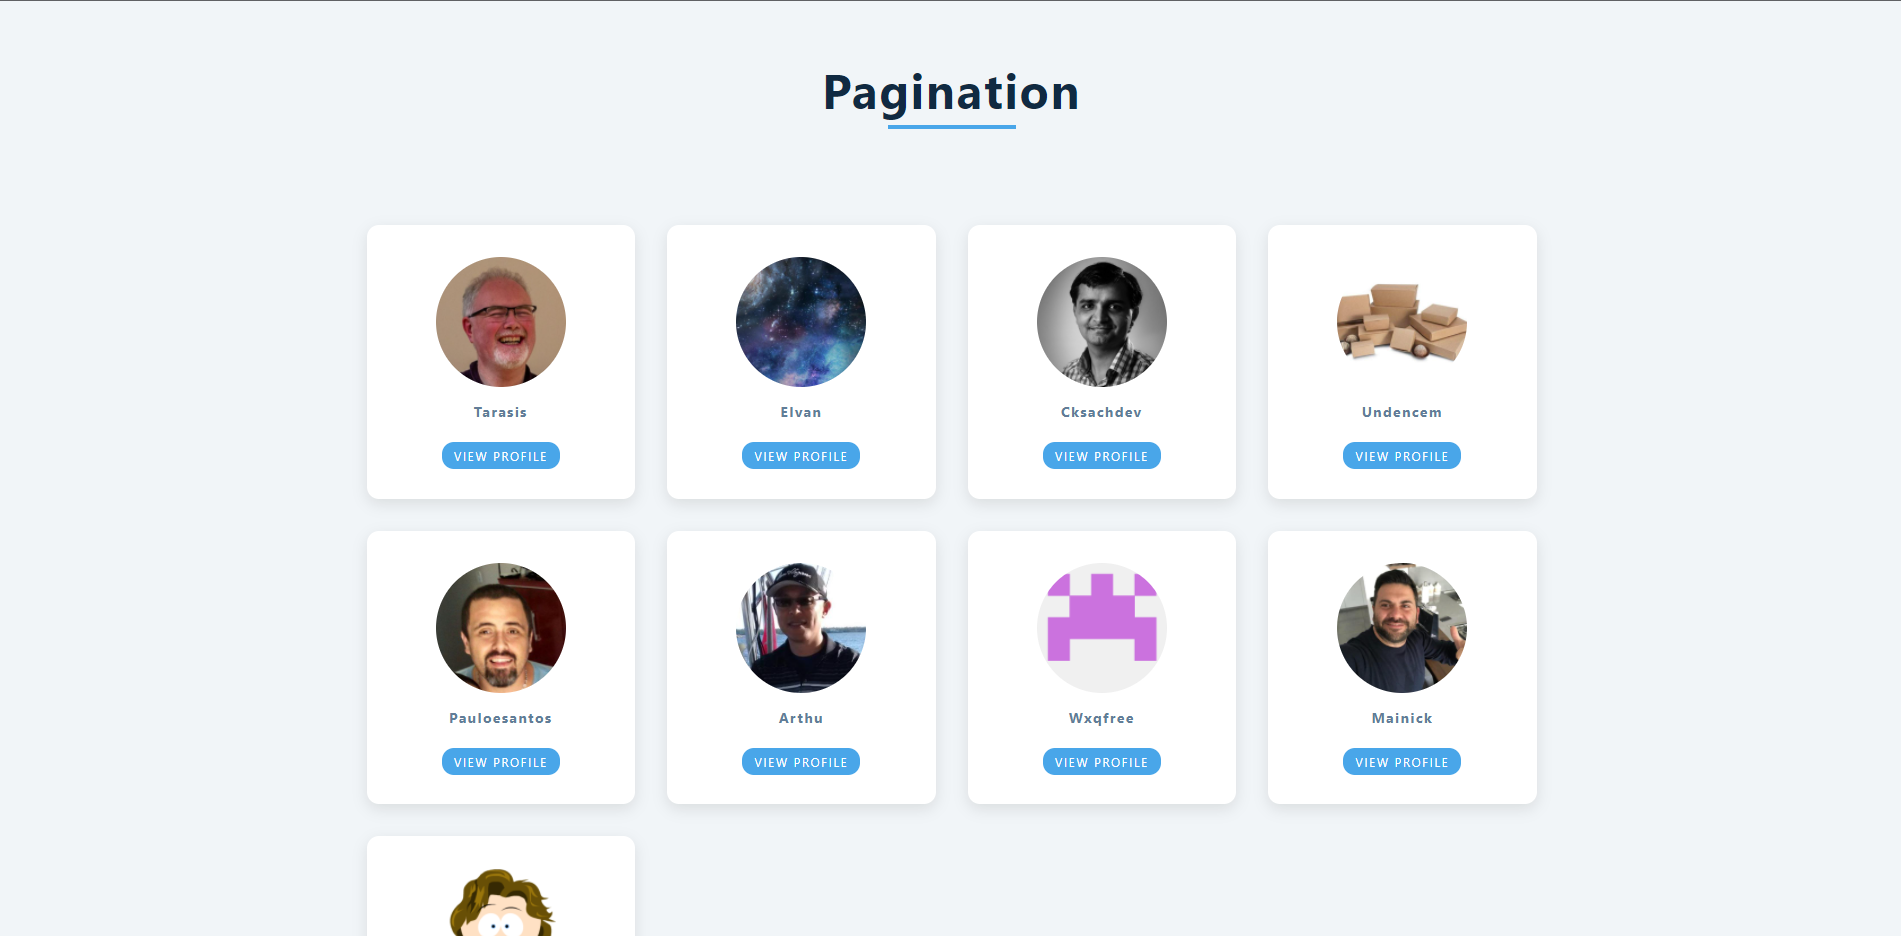 Pagination
Tarasis
Elvan
Cksachdev
Undencem
VIEW PROFILE
VIEW PROFILE
VIEW PROFILE
VIEW PROFILE
Pauloesantos
Arthu
Wxqfree
Mainick
VIEW PROFILE
VIEW PROFILE
VIEW PROFILE
VIEW PROFILE